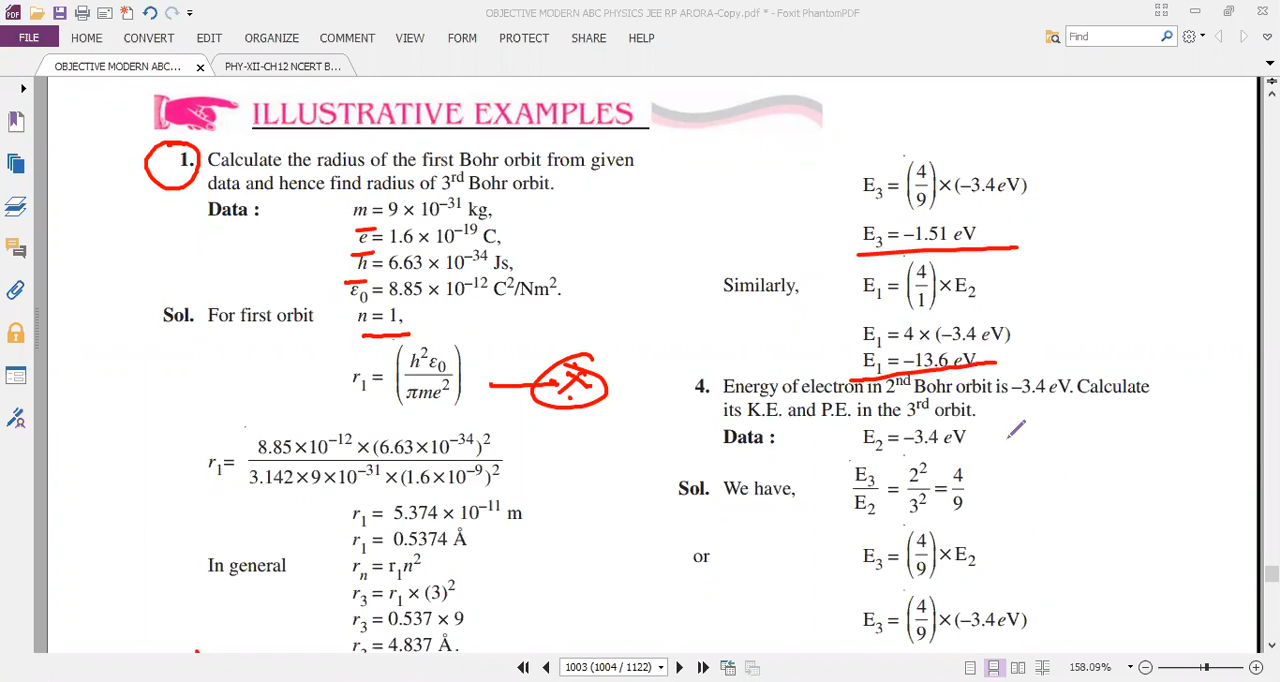 OBJECTIVE MODERN ABC PHYSICS JEE RP ARORA-Copy.pdf * - Foxit PhantomPDF
FILE HOME CONVERT EDIT ORGANIZE COMMENT VIEW FORM PROTECT SHARE HELP
Find
OBJECTIVE MODERN ABC... x PHY-XII-CH12 NCERT B...
ILLUSTRATIVE EXAMPLES
1. Calculate the radius of the first Bohr orbit from given
data and hence find radius of 3rd Bohr orbit.
Data : m = 9 × 10⁻³¹ kg,
e = 1.6 × 10⁻¹⁹ C,
h = 6.63 × 10⁻³⁴ Js,
ε₀ = 8.85 × 10⁻¹² C²/Nm².
Sol. For first orbit n = 1,
r₁ = (h²ε₀ / πme²)
r₁= 8.85×10⁻¹²×(6.63×10⁻³⁴)² / 3.142×9×10⁻³¹×(1.6×10⁻⁹)²
r₁ = 5.374 × 10⁻¹¹ m
r₁ = 0.5374 Å
In general rₙ = r₁n²
r₃ = r₁ × (3)²
r₃ = 0.537 × 9
r₃ = 4.837 Å.
E₃ = (4/9) × (–3.4 eV)
E₃ = –1.51 eV
Similarly, E₁ = (4/1) × E₂
E₁ = 4 × (–3.4 eV)
E₁ = –13.6 eV
4. Energy of electron in 2nd Bohr orbit is –3.4 eV. Calculate
its K.E. and P.E. in the 3rd orbit.
Data : E₂ = –3.4 eV
Sol. We have, E₃/E₂ = 2²/3² = 4/9
or E₃ = (4/9) × E₂
E₃ = (4/9) × (–3.4 eV)
1003 (1004 / 1122)
158.09%